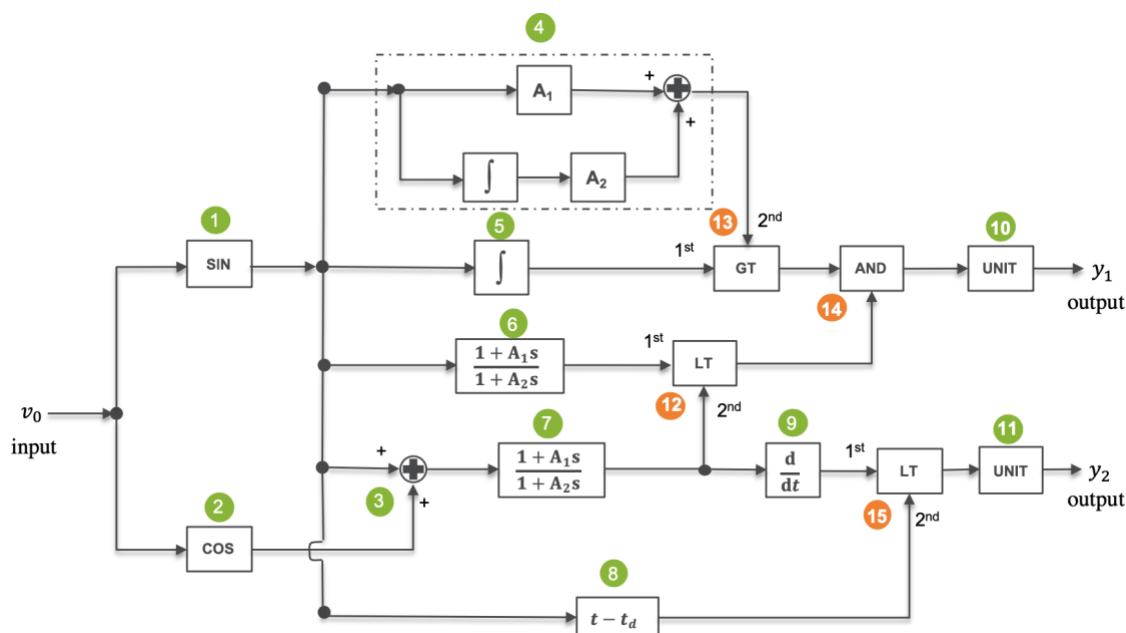 4
+
A₁
+
∫
A₂
1
5
13
2ⁿᵈ
10
SIN
∫
1ˢᵗ
GT
AND
UNIT
y₁
output
14
6
1ˢᵗ
1 + A₁s
1 + A₂s
LT
12
2ⁿᵈ
v₀
input
7
9
11
+
1 + A₁s
1 + A₂s
d
dt
1ˢᵗ
LT
UNIT
y₂
output
3
+
2
15
2ⁿᵈ
COS
8
t − t_d